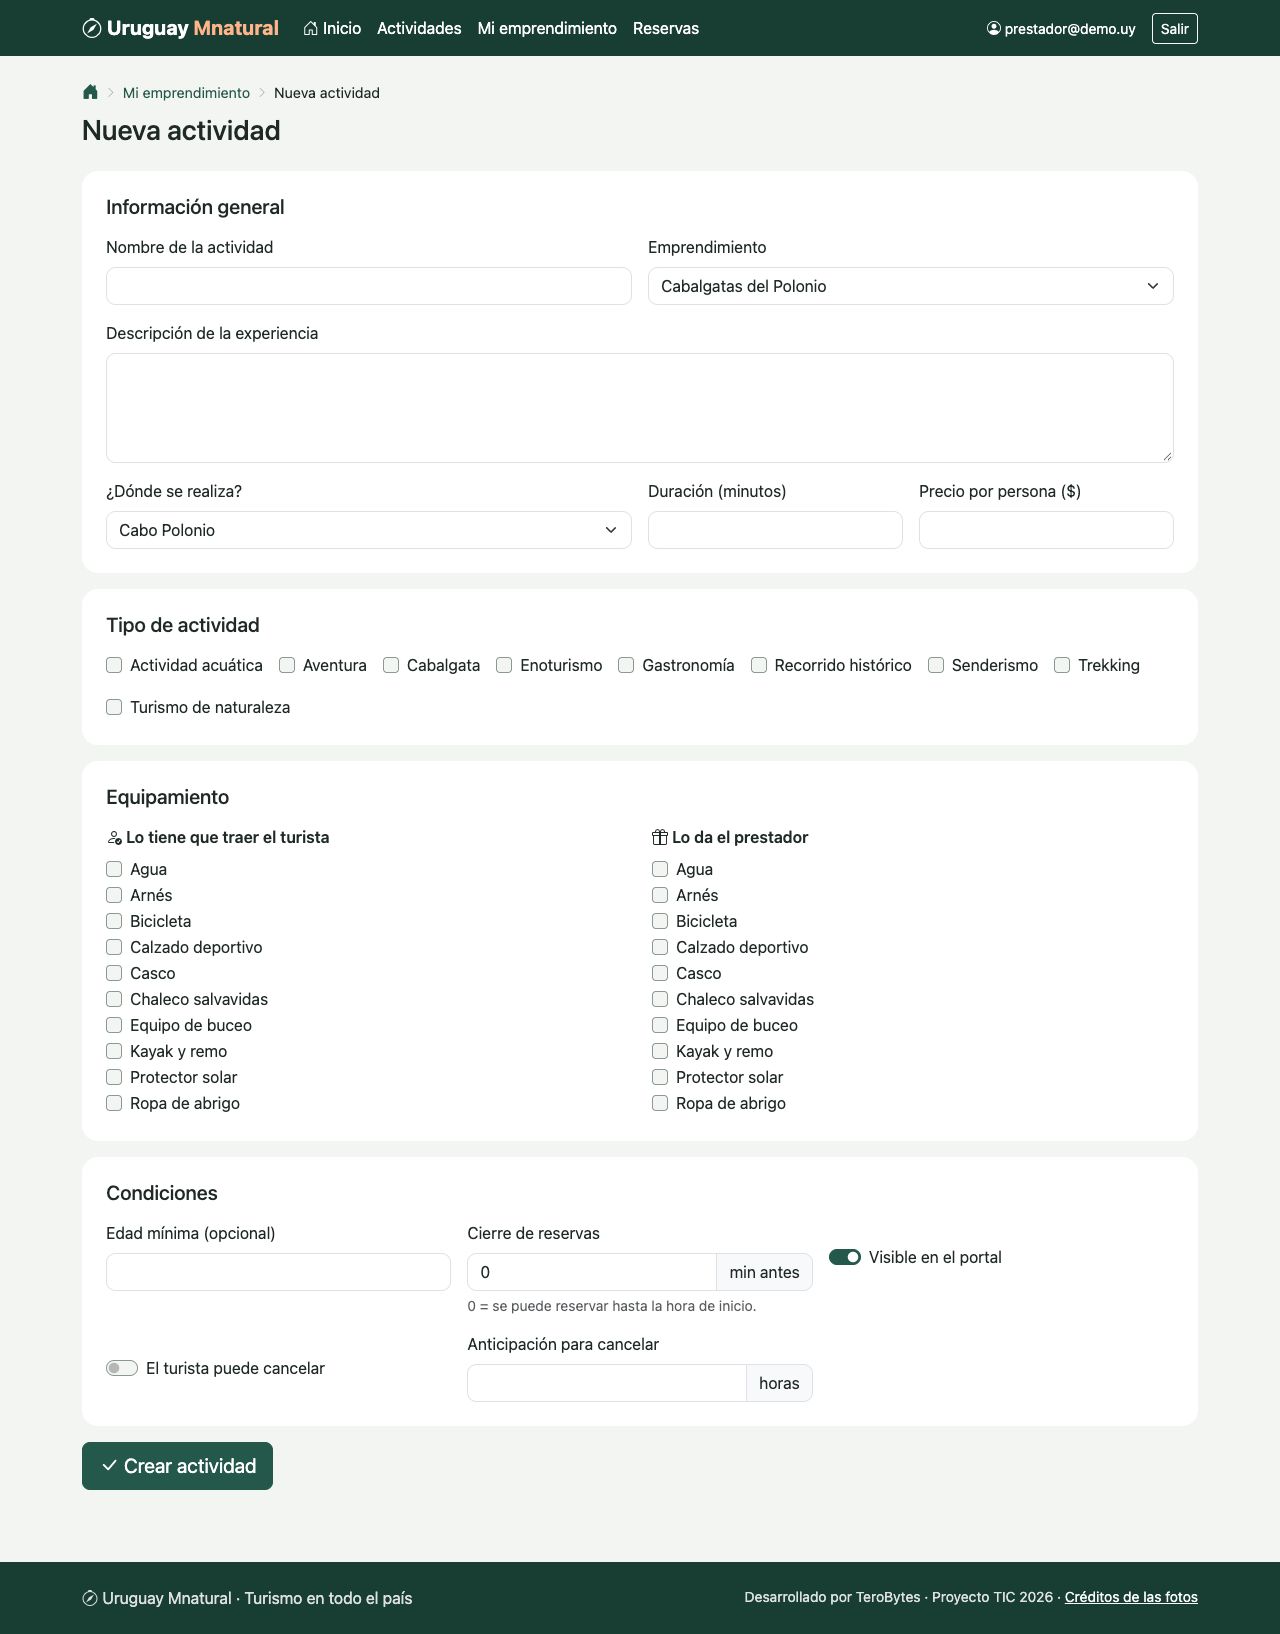 Uruguay Mnatural Inicio Actividades Mi emprendimiento Reservas prestador@demo.uy Salir
Mi emprendimiento Nueva actividad
Nueva actividad
Información general
Nombre de la actividad Emprendimiento
Cabalgatas del Polonio
Descripción de la experiencia
¿Dónde se realiza? Duración (minutos) Precio por persona ($)
Cabo Polonio
Tipo de actividad
Actividad acuática Aventura Cabalgata Enoturismo Gastronomía Recorrido histórico Senderismo Trekking
Turismo de naturaleza
Equipamiento
Lo tiene que traer el turista Lo da el prestador
Agua Agua
Arnés Arnés
Bicicleta Bicicleta
Calzado deportivo Calzado deportivo
Casco Casco
Chaleco salvavidas Chaleco salvavidas
Equipo de buceo Equipo de buceo
Kayak y remo Kayak y remo
Protector solar Protector solar
Ropa de abrigo Ropa de abrigo
Condiciones
Edad mínima (opcional) Cierre de reservas
0 min antes Visible en el portal
0 = se puede reservar hasta la hora de inicio.
Anticipación para cancelar
El turista puede cancelar horas
Crear actividad
Uruguay Mnatural · Turismo en todo el país Desarrollado por TeroBytes · Proyecto TIC 2026 · Créditos de las fotos